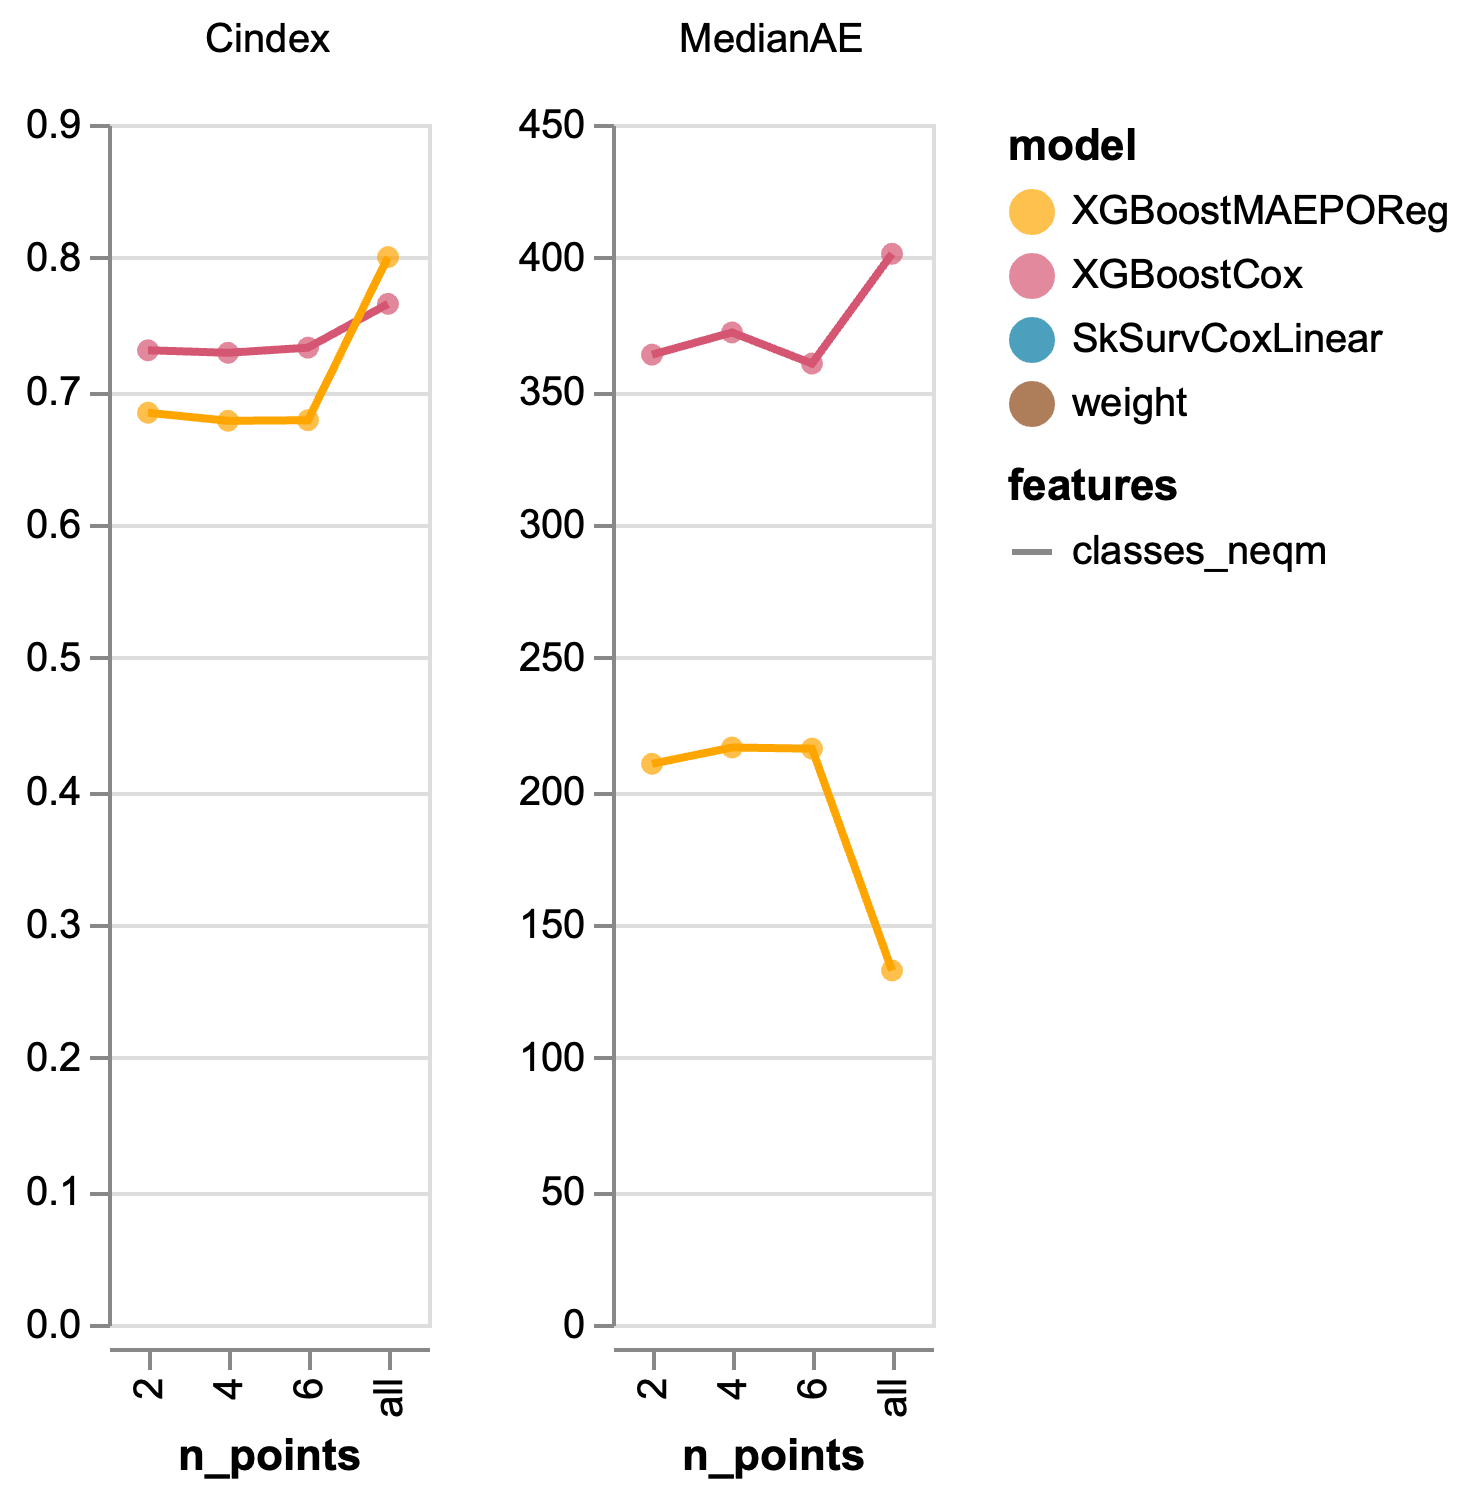 Cindex
MedianAE
0.9
0.8
0.7
0.6
0.5
0.4
0.3
0.2
0.1
0.0
2
4
6
all
n_points
450
400
350
300
250
200
150
100
50
0
2
4
6
all
n_points
model
XGBoostMAEPOReg
XGBoostCox
SkSurvCoxLinear
weight
features
classes_neqm